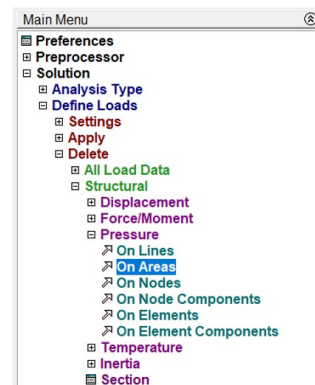 Main Menu
Preferences
Preprocessor
Solution
Analysis Type
Define Loads
Settings
Apply
Delete
All Load Data
Structural
Displacement
Force/Moment
Pressure
On Lines
On Areas
On Nodes
On Node Components
On Elements
On Element Components
Temperature
Inertia
Section